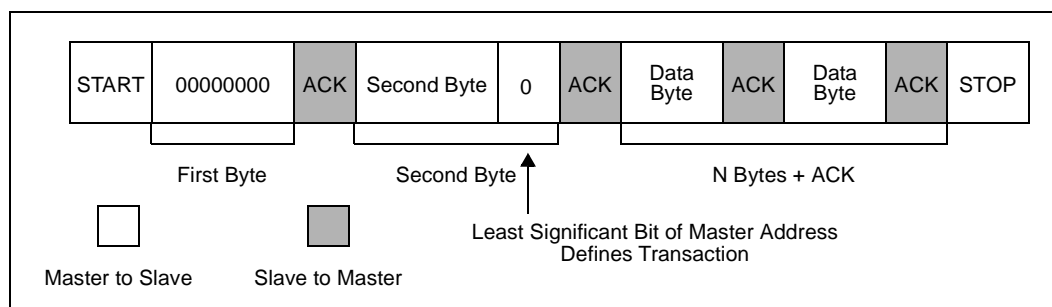 START 00000000 ACK Second Byte 0 ACK Data Byte ACK Data Byte ACK STOP
First Byte Second Byte N Bytes + ACK
Least Significant Bit of Master Address
Defines Transaction
Master to Slave Slave to Master